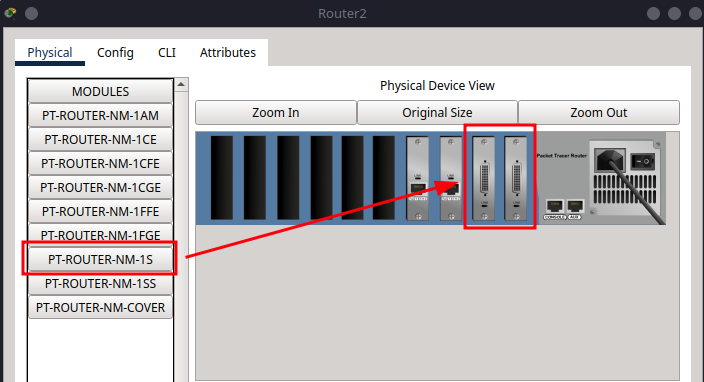 Router2
Physical
Config
CLI
Attributes
MODULES
PT-ROUTER-NM-1AM
PT-ROUTER-NM-1CE
PT-ROUTER-NM-1CFE
PT-ROUTER-NM-1CGE
PT-ROUTER-NM-1FFE
PT-ROUTER-NM-1FGE
PT-ROUTER-NM-1S
PT-ROUTER-NM-1SS
PT-ROUTER-NM-COVER
Physical Device View
Zoom In
Original Size
Zoom Out
Packet Tracer Router
CONSOLE
AUX